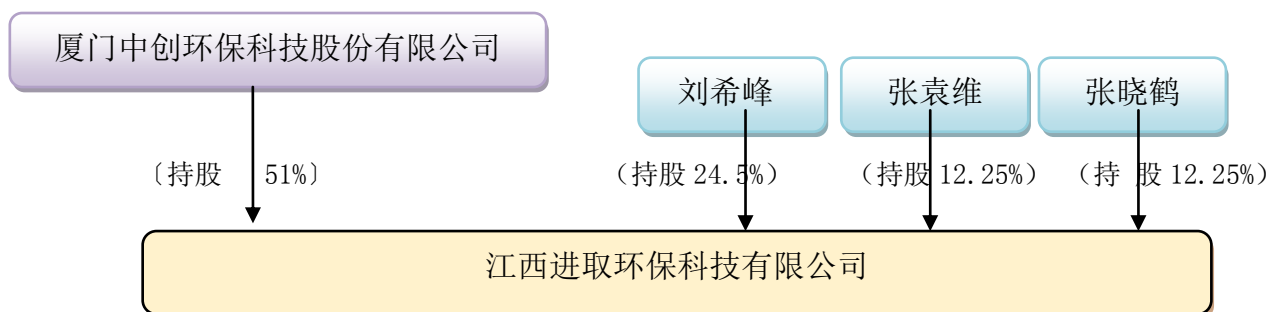 厦门中创环保科技股份有限公司
刘希峰 张袁维 张晓鹤
〔持股 51%〕 （持股 24.5%） （持股 12.25%） （持 股 12.25%）
江西进取环保科技有限公司